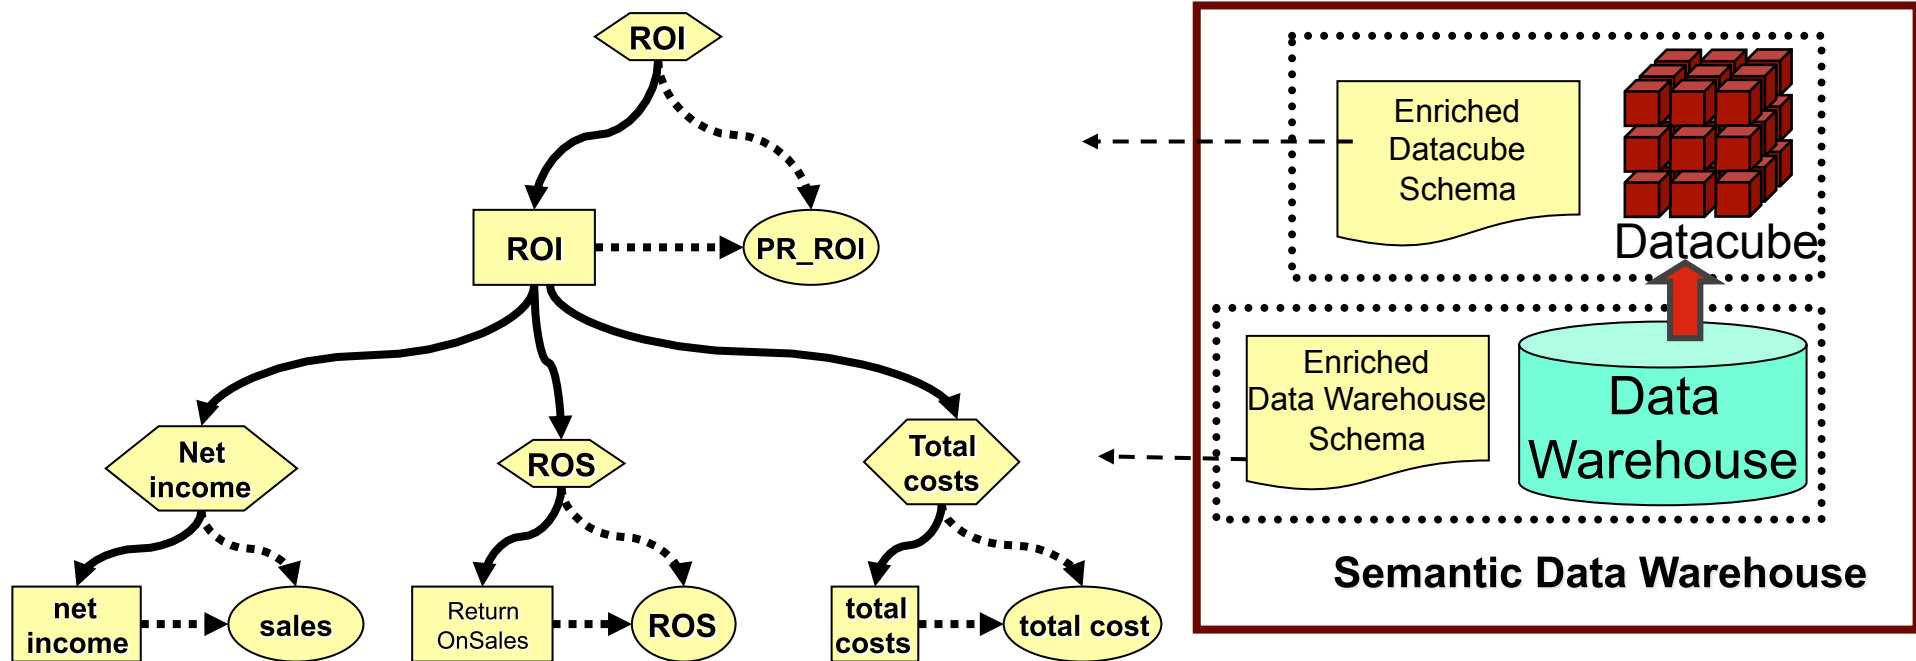 ROI
ROI
PR_ROI
Net
income
ROS
Total
costs
net
income
sales
Return
OnSales
ROS
total
costs
total cost
Enriched
Datacube
Schema
Datacube
Enriched
Data Warehouse
Schema
Data
Warehouse
Semantic Data Warehouse